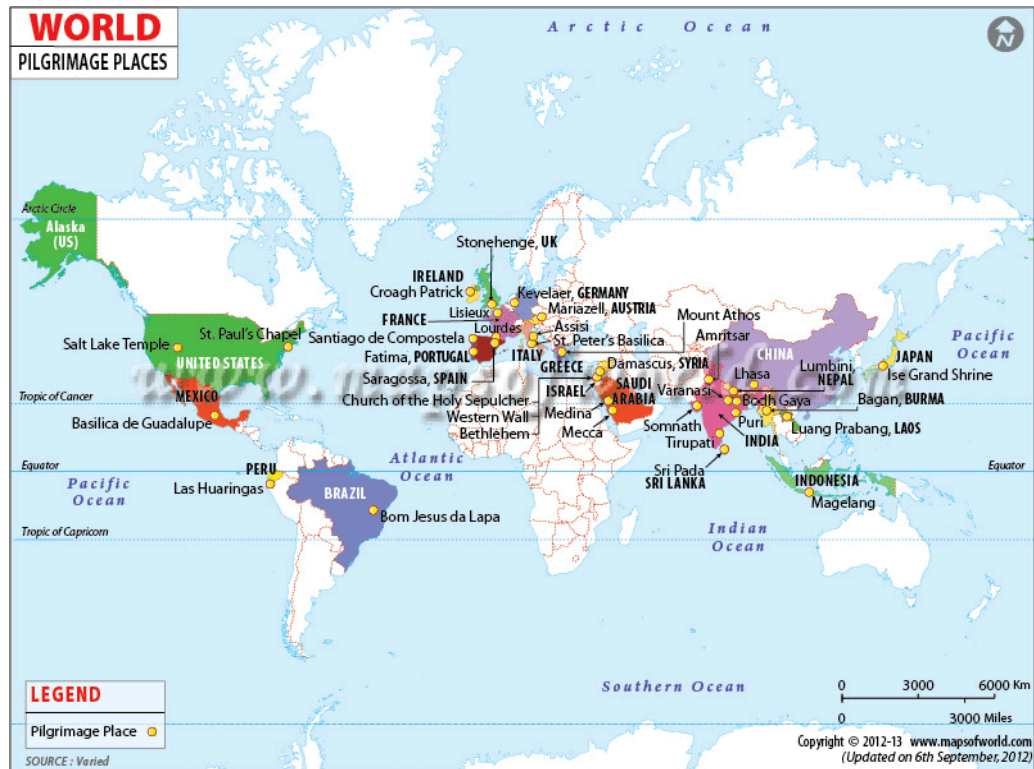 WORLD
PILGRIMAGE PLACES
Arctic Ocean
N
Arctic Circle
Alaska
(US)
Stonehenge, UK
IRELAND
Croagh Patrick
Kevelaer, GERMANY
Lisieux
Mariazell, AUSTRIA
Mount Athos
FRANCE
Lourdes
Assisi
Amritsar
St. Paul's Chapel
Santiago de Compostela
St. Peter's Basilica
Salt Lake Temple
UNITED STATES
Fatima, PORTUGAL
ITALY
GREECE
Damascus, SYRIA
CHINA
Lumbini,
NEPAL
JAPAN
Ise Grand Shrine
Pacific
Ocean
Saragossa, SPAIN
Lhasa
MEXICO
Church of the Holy Sepulcher
ISRAEL
SAUDI
ARABIA
Varanasi
Bodh Gaya
Bagan, BURMA
Tropic of Cancer
Western Wall
Medina
Basilica de Guadalupe
Bethlehem
Mecca
Somnath
Puri
Luang Prabang, LAOS
Tirupati
INDIA
Atlantic
Ocean
Equator
PERU
Sri Pada
SRI LANKA
Equator
Las Huaringas
Pacific
Ocean
BRAZIL
INDONESIA
Magelang
Bom Jesus da Lapa
Indian
Ocean
Tropic of Capricorn
Southern Ocean
LEGEND
Pilgrimage Place
SOURCE : Varied
0 3000 6000 Km
0 3000 Miles
Copyright © 2012-13 www.mapsofworld.com
(Updated on 6th September, 2012)